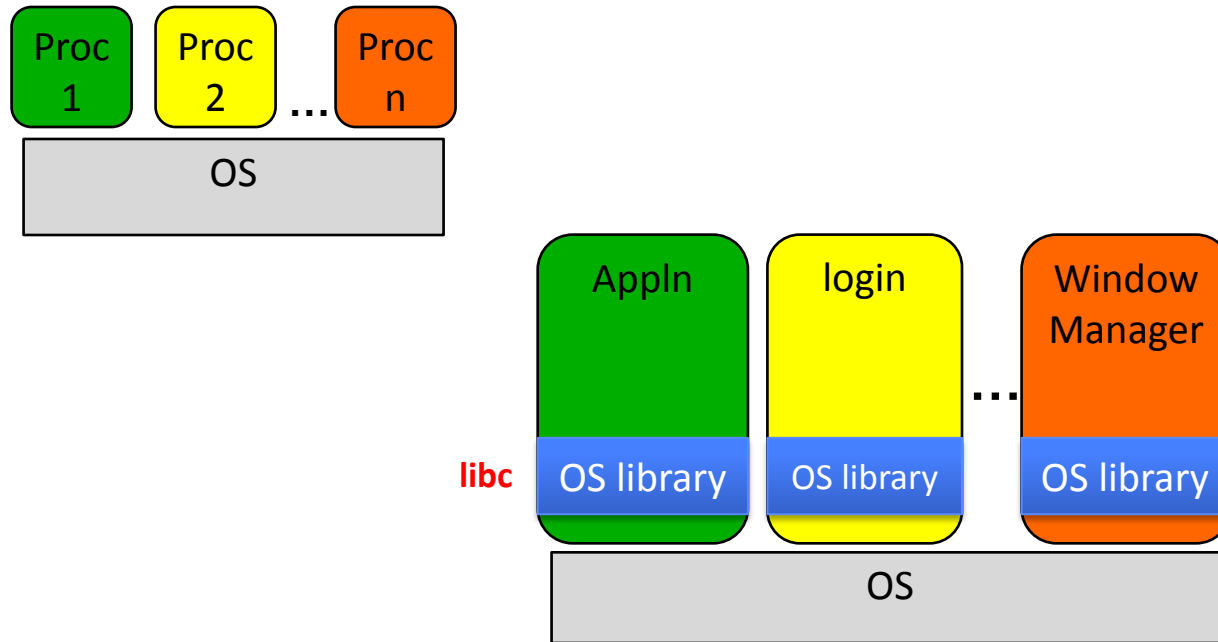 Proc
1
Proc
2
...
Proc
n
OS
Appln
login
...
Window
Manager
libc
OS library
OS library
OS library
OS